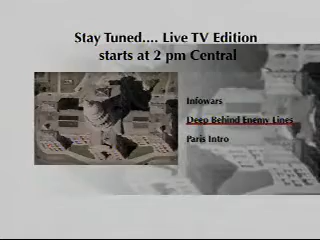 Stay Tuned.... Live TV Edition
starts at 2 pm Central
Infowars
Deep Behind Enemy Lines
Paris Intro